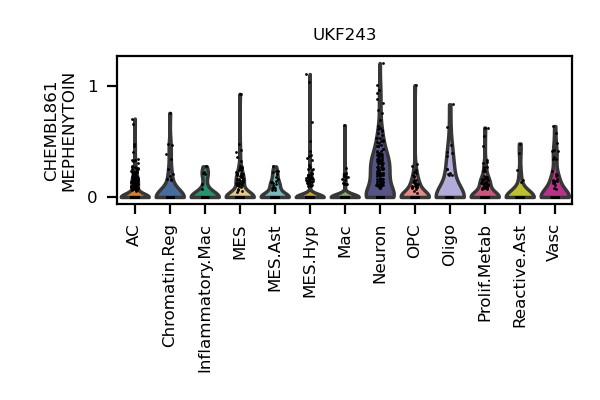 UKF243
CHEMBL861
MEPHENYTOIN
1
0
AC
Chromatin.Reg
Inflammatory.Mac
MES
MES.Ast
MES.Hyp
Mac
Neuron
OPC
Oligo
Prolif.Metab
Reactive.Ast
Vasc